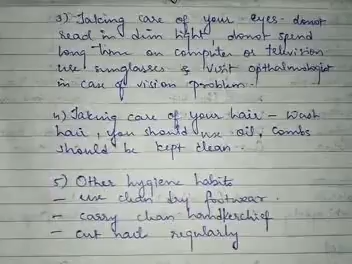 3) Taking care of your eyes. donot
read in dim light, donot spend
long time on computer or television
use sunglasses & visit opthalmologist
in case of vision problem.
4) Taking care of your hair - wash
hair, you should use oil, combs
should be kept clean.
5) Other hygiene habits
- use clean dry footwear.
- carry clean handkerchief
- cut nail regularly